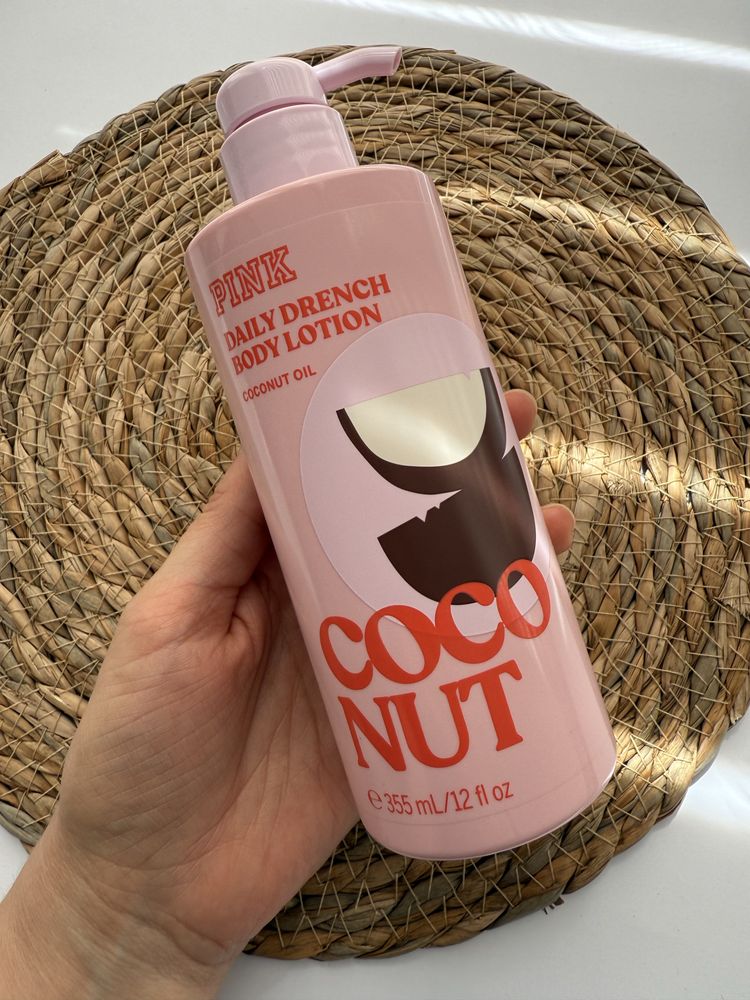 PINK
DAILY DRENCH
BODY LOTION
COCONUT OIL
COCO
NUT
℮ 355 mL/12 fl oz